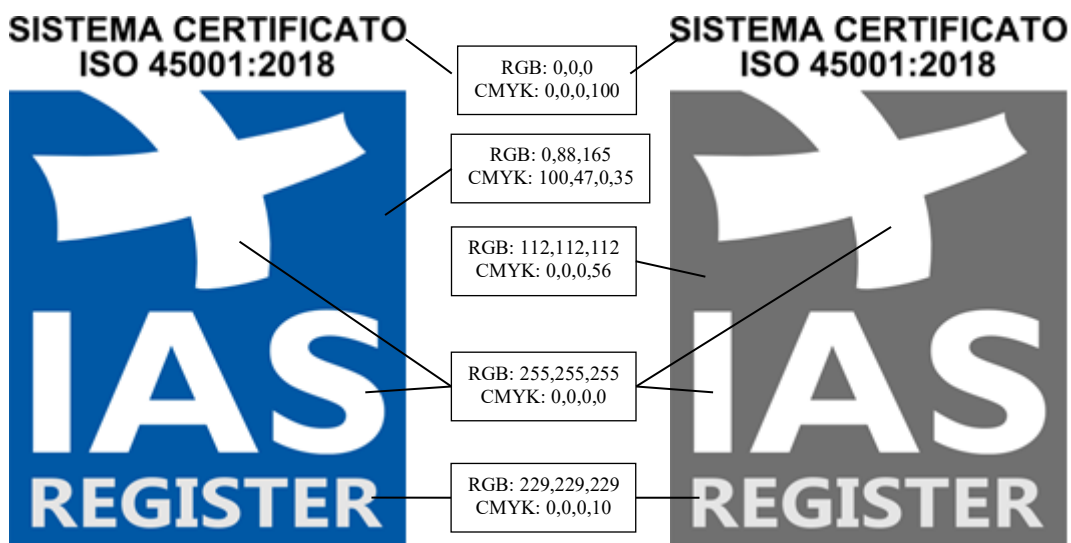 SISTEMA CERTIFICATO
ISO 45001:2018
IAS
REGISTER
RGB: 0,0,0
CMYK: 0,0,0,100
RGB: 0,88,165
CMYK: 100,47,0,35
RGB: 112,112,112
CMYK: 0,0,0,56
RGB: 255,255,255
CMYK: 0,0,0,0
RGB: 229,229,229
CMYK: 0,0,0,10
SISTEMA CERTIFICATO
ISO 45001:2018
IAS
REGISTER